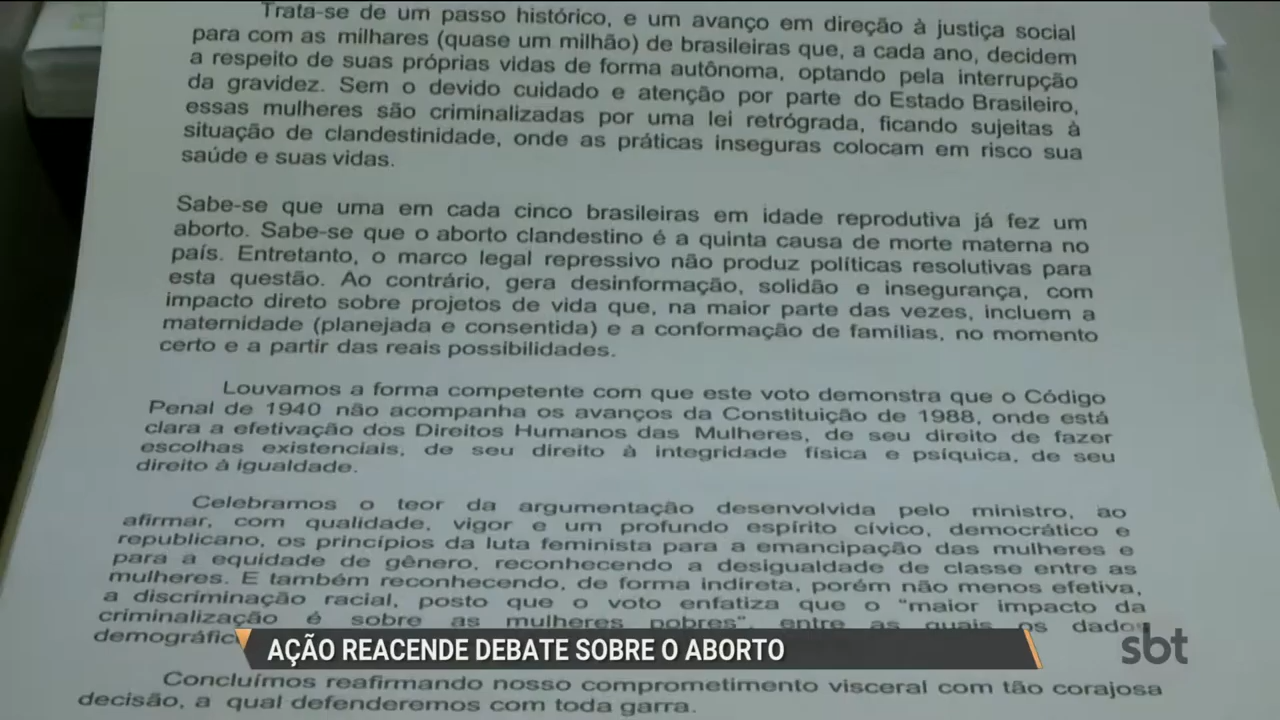 Trata-se de um passo histórico, e um avanço em direção à justiça social
para com as milhares (quase um milhão) de brasileiras que, a cada ano, decidem
a respeito de suas próprias vidas de forma autônoma, optando pela interrupção
da gravidez. Sem o devido cuidado e atenção por parte do Estado Brasileiro,
essas mulheres são criminalizadas por uma lei retrógrada, ficando sujeitas à
situação de clandestinidade, onde as práticas inseguras colocam em risco sua
saúde e suas vidas.
Sabe-se que uma em cada cinco brasileiras em idade reprodutiva já fez um
aborto. Sabe-se que o aborto clandestino é a quinta causa de morte materna no
país. Entretanto, o marco legal repressivo não produz políticas resolutivas para
esta questão. Ao contrário, gera desinformação, solidão e insegurança, com
impacto direto sobre projetos de vida que, na maior parte das vezes, incluem a
maternidade (planejada e consentida) e a conformação de famílias, no momento
certo e a partir das reais possibilidades.
Louvamos a forma competente com que este voto demonstra que o Código
Penal de 1940 não acompanha os avanços da Constituição de 1988, onde está
clara a efetivação dos Direitos Humanos das Mulheres, de seu direito de fazer
escolhas existenciais, de seu direito à integridade física e psíquica, de seu
direito à igualdade.
Celebramos o teor da argumentação desenvolvida pelo ministro, ao
afirmar, com qualidade, vigor e um profundo espírito cívico, democrático e
republicano, os princípios da luta feminista para a emancipação das mulheres e
para a equidade de gênero, reconhecendo a desigualdade de classe entre as
mulheres. E também reconhecendo, de forma indireta, porém não menos efetiva,
a discriminação racial, posto que o voto enfatiza que o "maior impacto da
criminalização é sobre as mulheres pobres", entre as quais os dados
AÇÃO REACENDE DEBATE SOBRE O ABORTO
sbt
Concluímos reafirmando nosso comprometimento visceral com tão corajosa
decisão, a qual defenderemos com toda garra.